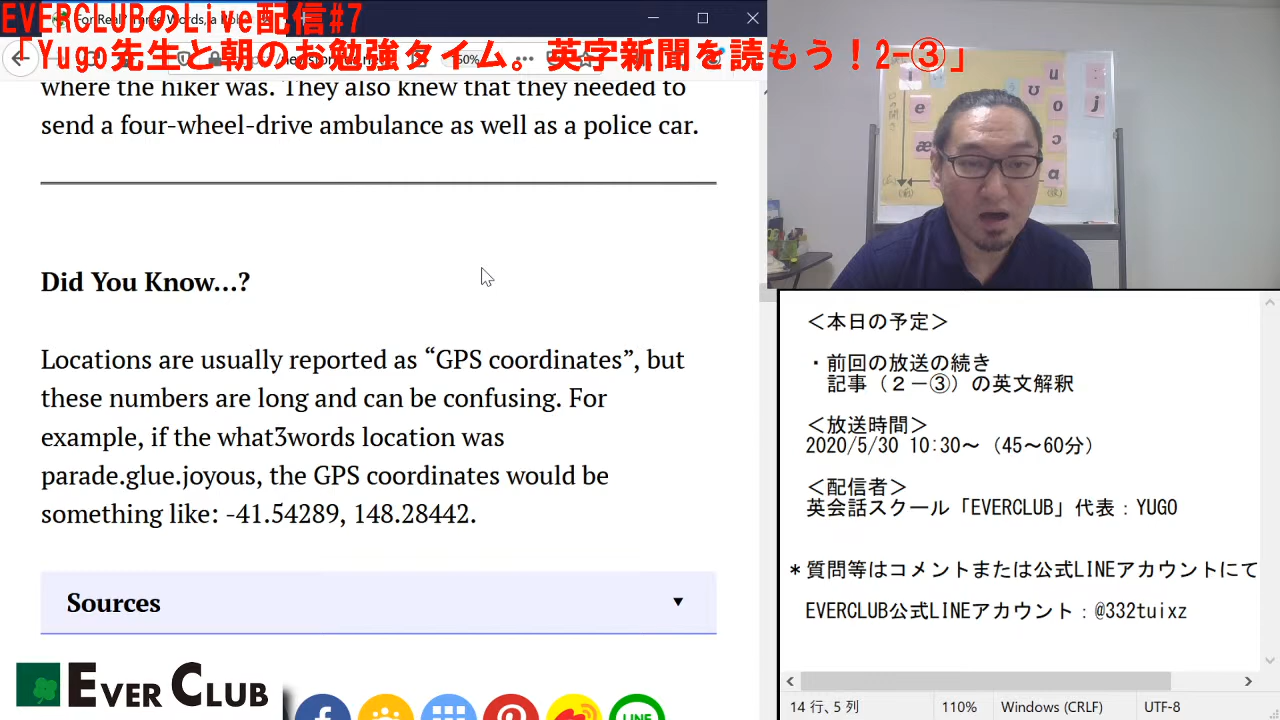 EVERCLUBのLive配信#7
「Yugo先生と朝のお勉強タイム。英字新聞を読もう！2-③」
where the hiker was. They also knew that they needed to
send a four-wheel-drive ambulance as well as a police car.
Did You Know…?
Locations are usually reported as “GPS coordinates”, but
these numbers are long and can be confusing. For
example, if the what3words location was
parade.glue.joyous, the GPS coordinates would be
something like: -41.54289, 148.28442.
Sources
EVER CLUB
LINE
i
u
:
ʊ
e
o
j
æ
ɔ
ɑ
＜本日の予定＞
・前回の放送の続き
記事（２－③）の英文解釈
＜放送時間＞
2020/5/30 10:30～（45～60分）
＜配信者＞
英会話スクール「EVERCLUB」代表：YUGO
＊質問等はコメントまたは公式LINEアカウントにて
EVERCLUB公式LINEアカウント：@332tuixz
14 行、5 列
110%
Windows (CRLF)
UTF-8